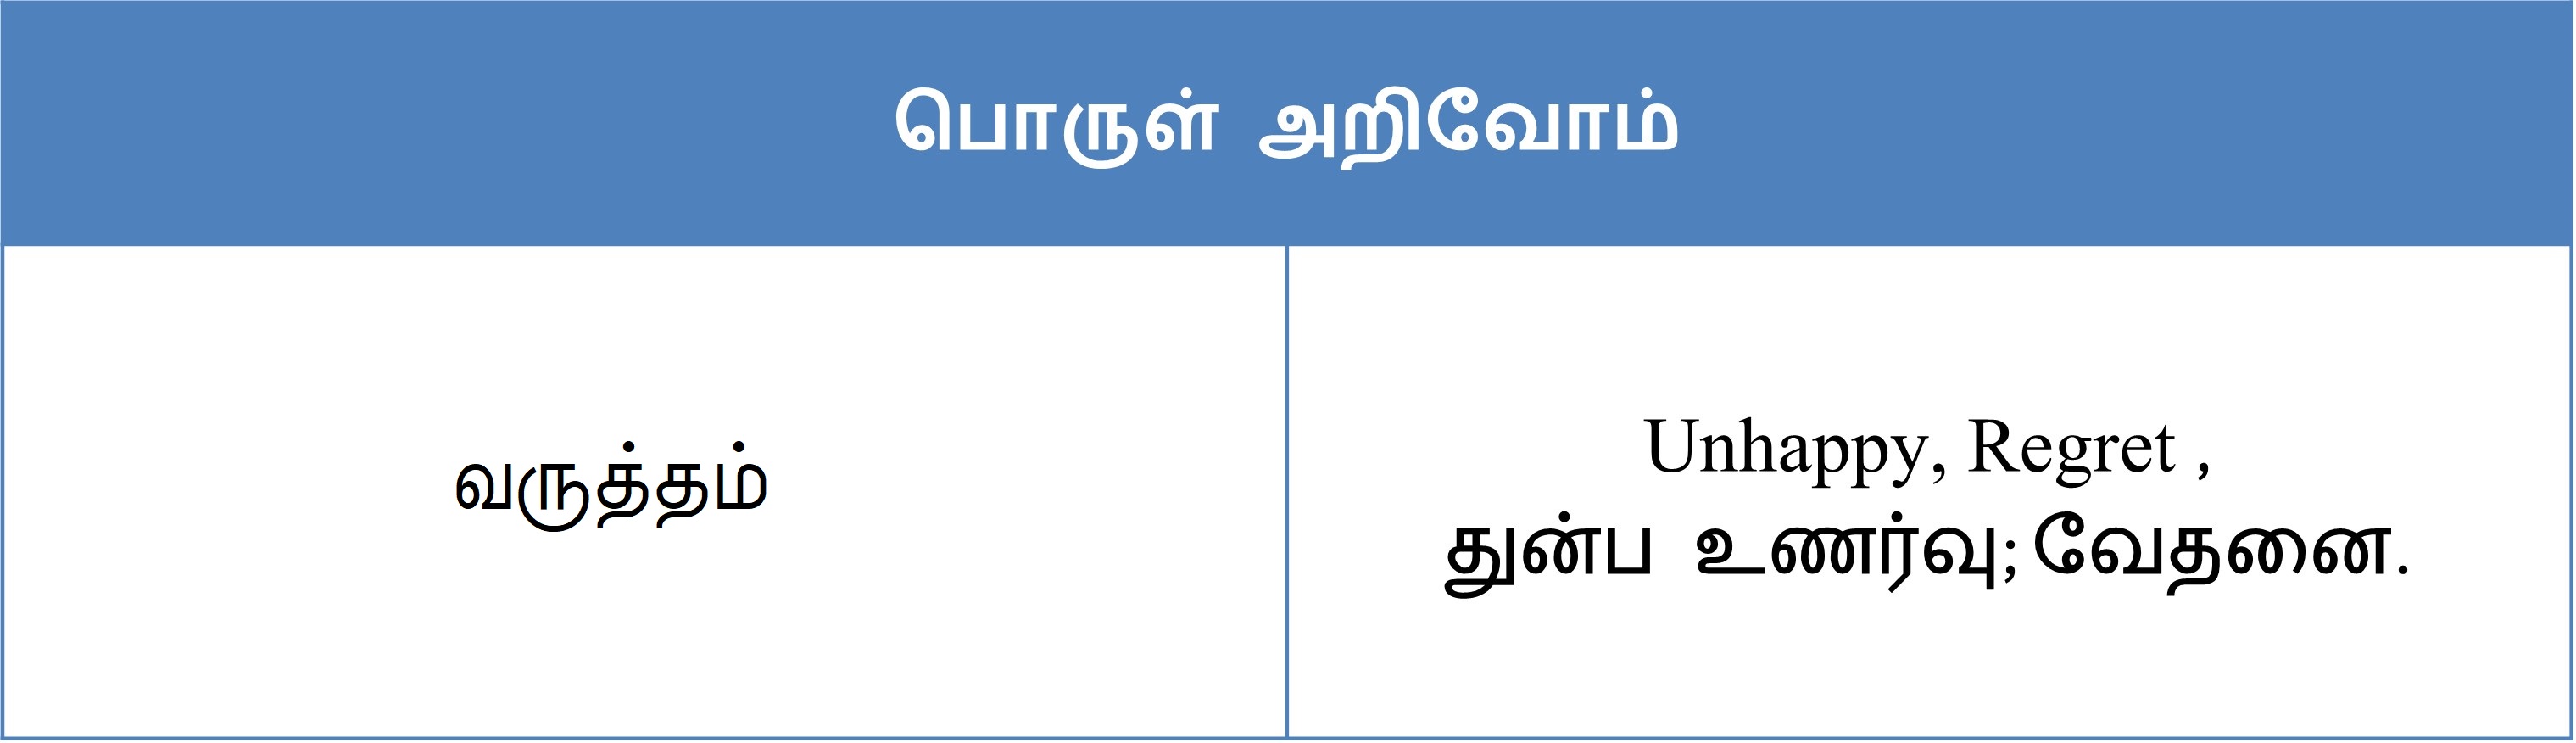 பொருள் அறிவோம்
வருத்தம்
Unhappy, Regret ,
துன்ப உணர்வு; வேதனை.